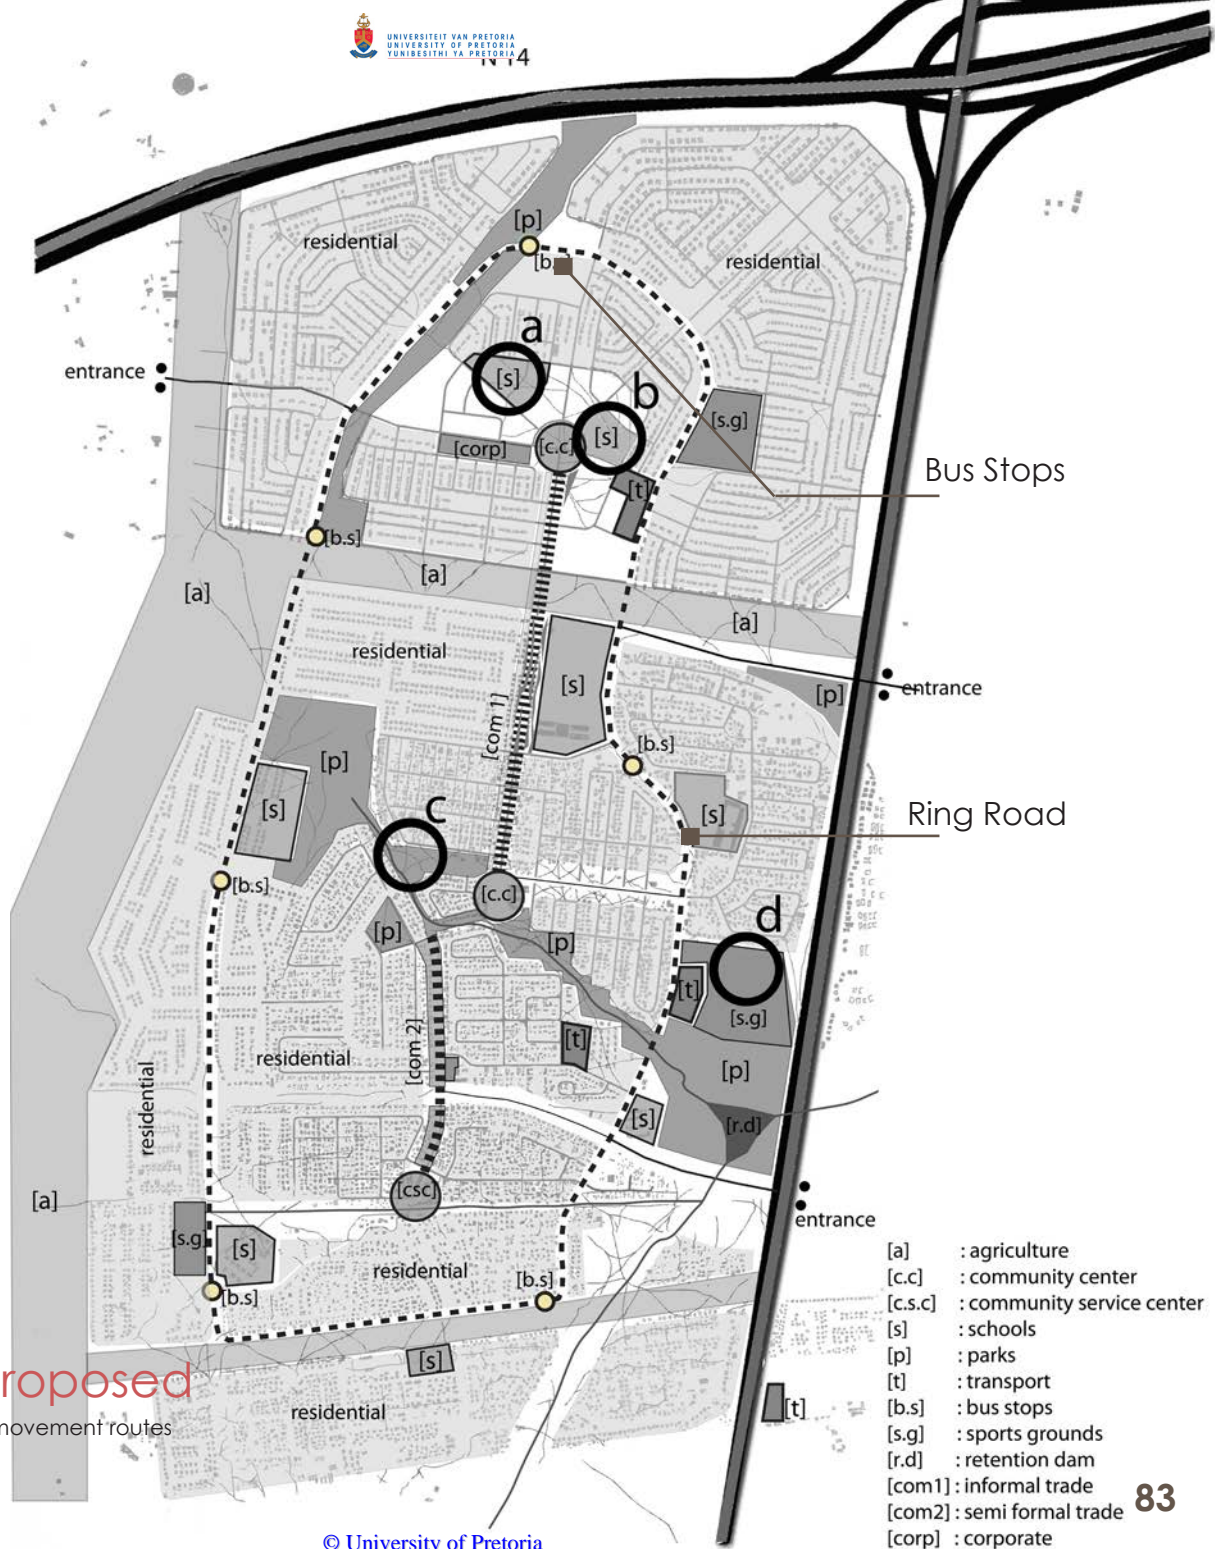 UNIVERSITEIT VAN PRETORIA
UNIVERSITY OF PRETORIA
YUNIBESITHI YA PRETORIA
N 14
[p]
residential
[b.
residential
a
entrance
[s]
b
[s.g]
[s]
[corp]
[c.c]
Bus Stops
[t]
[b.s]
[a]
[a]
[a]
residential
[s]
entrance
[p]
[com 1]
[b.s]
[p]
[s]
[s]
Ring Road
c
[b.s]
[c.c]
d
[p]
[p]
[t]
[s.g]
[com 2]
[t]
residential
[p]
residential
[s]
[r.d]
[csc]
[a]
entrance
[s.g]
[s]
residential
[b.s]
[b.s]
[s]
roposed
movement routes
residential
[t]
[a] : agriculture
[c.c] : community center
[c.s.c] : community service center
[s] : schools
[p] : parks
[t] : transport
[b.s] : bus stops
[s.g] : sports grounds
[r.d] : retention dam
[com1] : informal trade
[com2] : semi formal trade
[corp] : corporate
83
© University of Pretoria